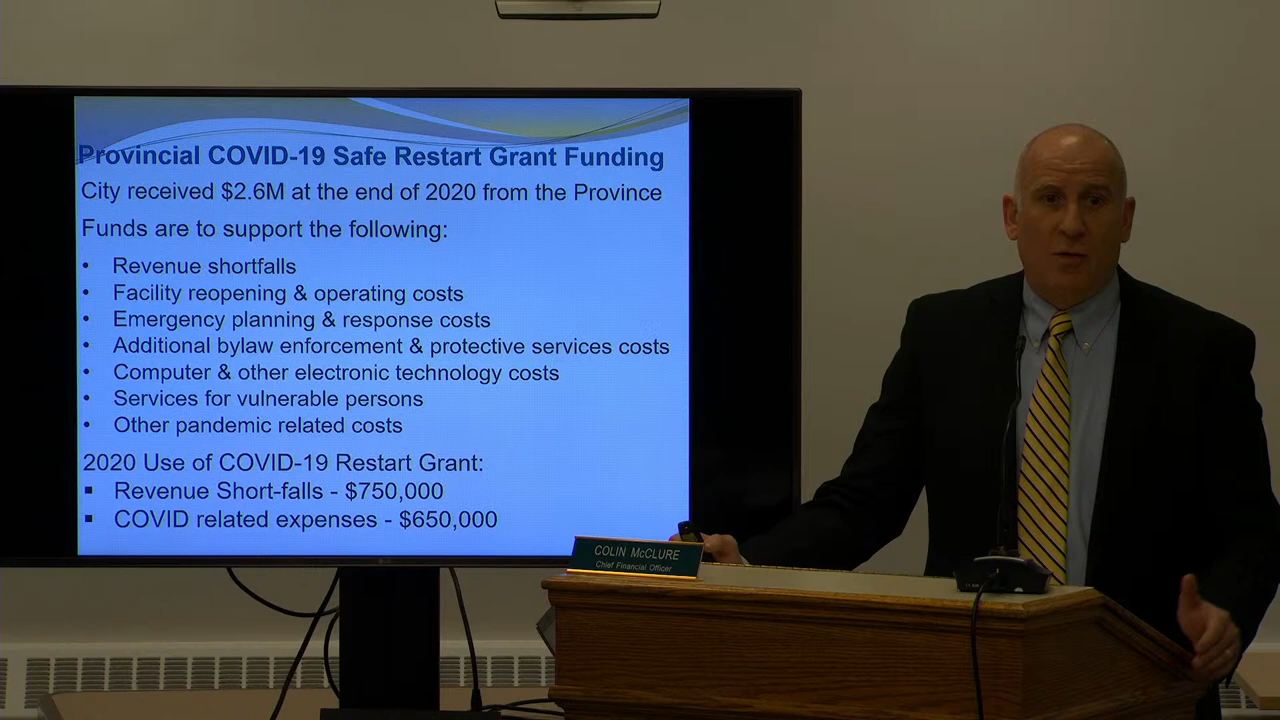 Provincial COVID-19 Safe Restart Grant Funding
City received $2.6M at the end of 2020 from the Province
Funds are to support the following:
• Revenue shortfalls
• Facility reopening & operating costs
• Emergency planning & response costs
• Additional bylaw enforcement & protective services costs
• Computer & other electronic technology costs
• Services for vulnerable persons
• Other pandemic related costs
2020 Use of COVID-19 Restart Grant:
▪ Revenue Short-falls - $750,000
▪ COVID related expenses - $650,000
COLIN McCLURE
Chief Financial Officer